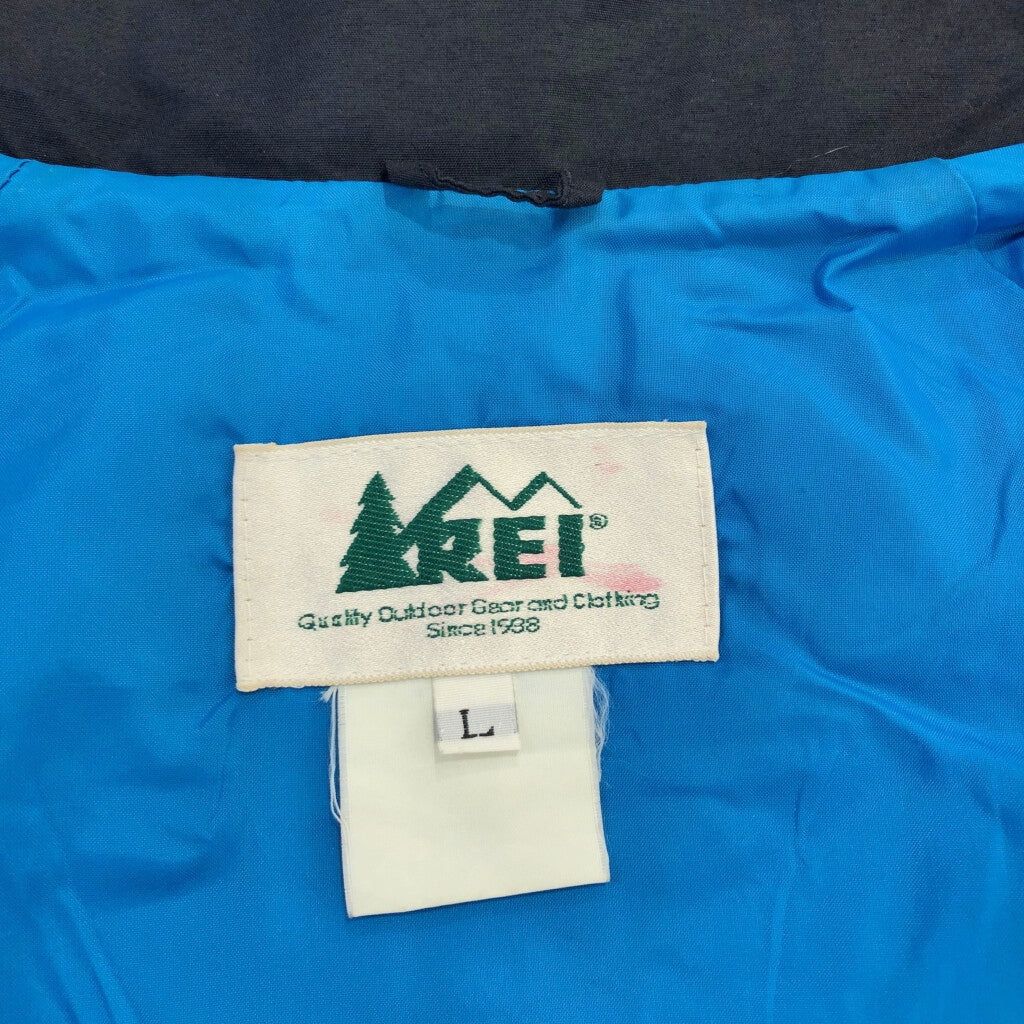 REI®
Quality Outdoor Gear and Clothing
Since 1938
L